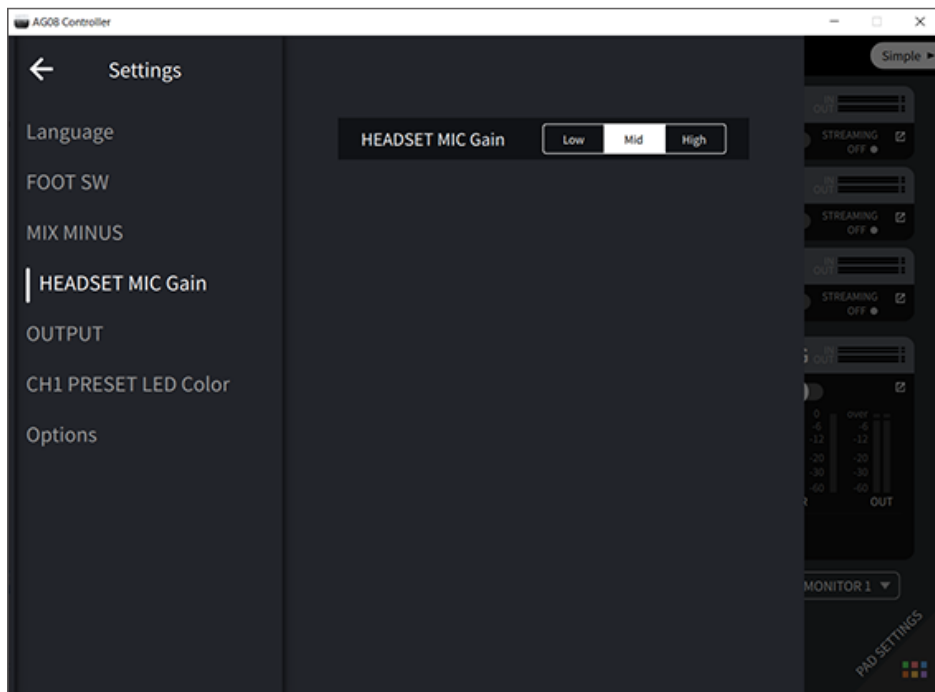 AG08 Controller
Settings
Language
FOOT SW
MIX MINUS
HEADSET MIC Gain
OUTPUT
CH1 PRESET LED Color
Options
HEADSET MIC Gain Low Mid High
Simple
IN
OUT
STREAMING
OFF
IN
OUT
STREAMING
OFF
IN
OUT
STREAMING
OFF
IN
G OUT
0 over
-6 -6
-12 -12
-20 -20
-30 -30
-60 -60
OUT
MONITOR 1
PAD SETTINGS